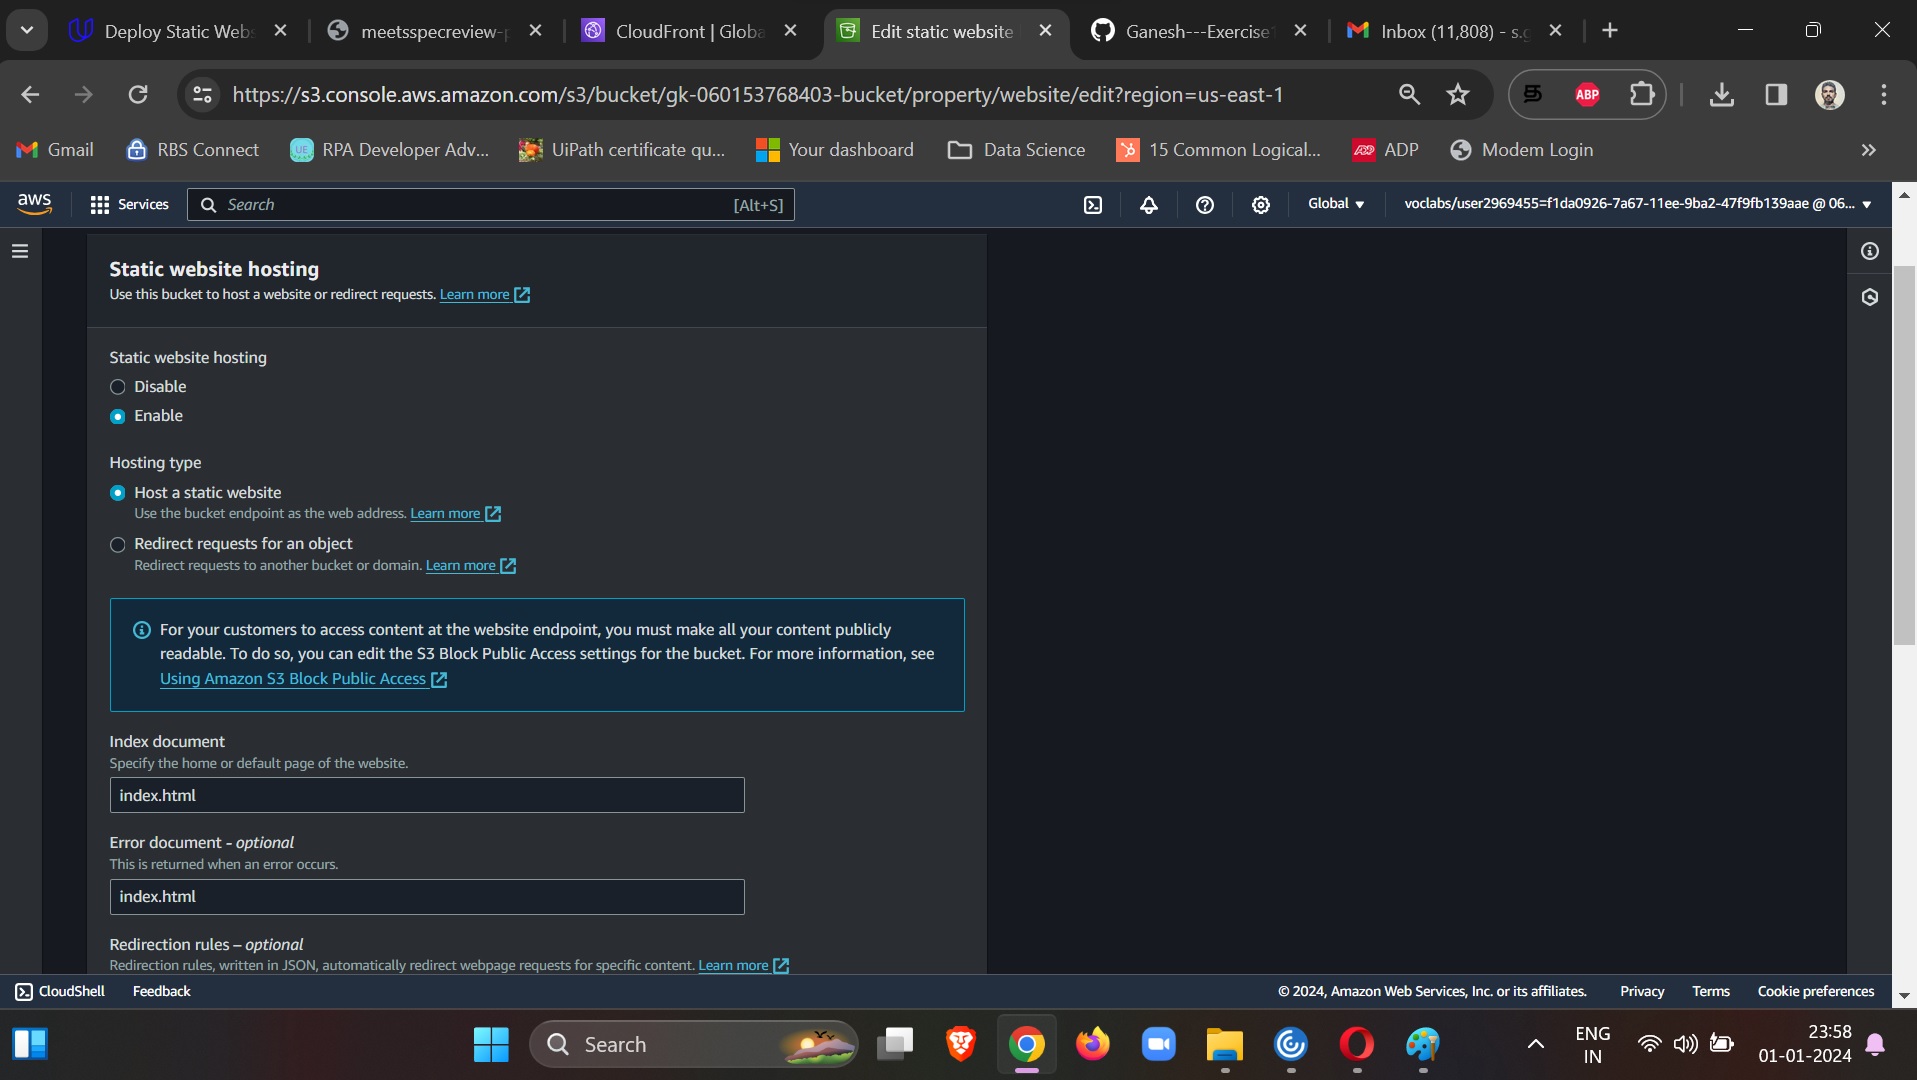 Deploy Static Webs
meetsspecreview-p
CloudFront | Globa
Edit static website
Ganesh---Exercise1
Inbox (11,808) - s.g
https://s3.console.aws.amazon.com/s3/bucket/gk-060153768403-bucket/property/website/edit?region=us-east-1
ABP
Gmail
RBS Connect
UE
RPA Developer Adv...
UiPath certificate qu...
Your dashboard
Data Science
15 Common Logical...
ADP
Modem Login
aws
Services
Search
[Alt+S]
Global
voclabs/user2969455=f1da0926-7a67-11ee-9ba2-47f9fb139aae @ 06...
Static website hosting
Use this bucket to host a website or redirect requests. Learn more
Static website hosting
Disable
Enable
Hosting type
Host a static website
Use the bucket endpoint as the web address. Learn more
Redirect requests for an object
Redirect requests to another bucket or domain. Learn more
For your customers to access content at the website endpoint, you must make all your content publicly
readable. To do so, you can edit the S3 Block Public Access settings for the bucket. For more information, see
Using Amazon S3 Block Public Access
Index document
Specify the home or default page of the website.
index.html
Error document - optional
This is returned when an error occurs.
index.html
Redirection rules – optional
Redirection rules, written in JSON, automatically redirect webpage requests for specific content. Learn more
CloudShell
Feedback
© 2024, Amazon Web Services, Inc. or its affiliates.
Privacy
Terms
Cookie preferences
Search
ENG
IN
23:58
01-01-2024